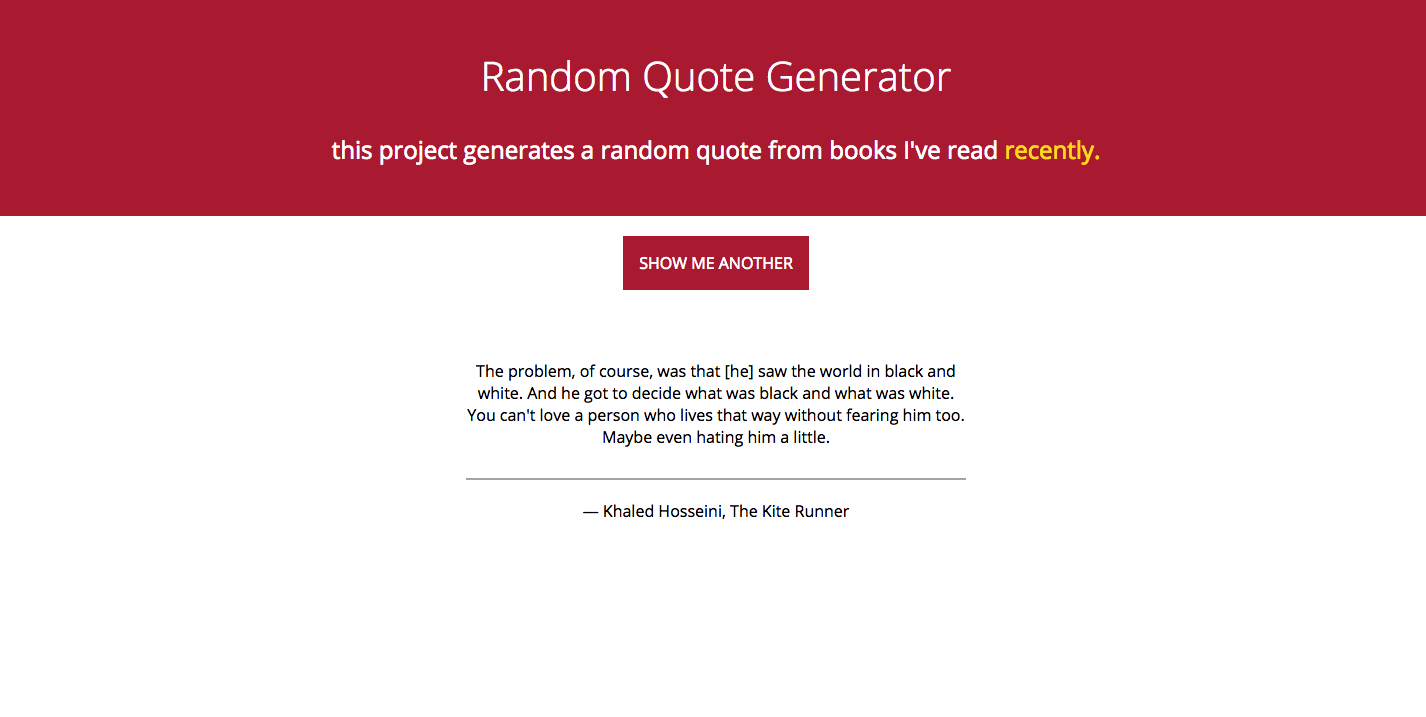 Random Quote Generator
this project generates a random quote from books I've read recently.
SHOW ME ANOTHER
The problem, of course, was that [he] saw the world in black and
white. And he got to decide what was black and what was white.
You can't love a person who lives that way without fearing him too.
Maybe even hating him a little.
— Khaled Hosseini, The Kite Runner